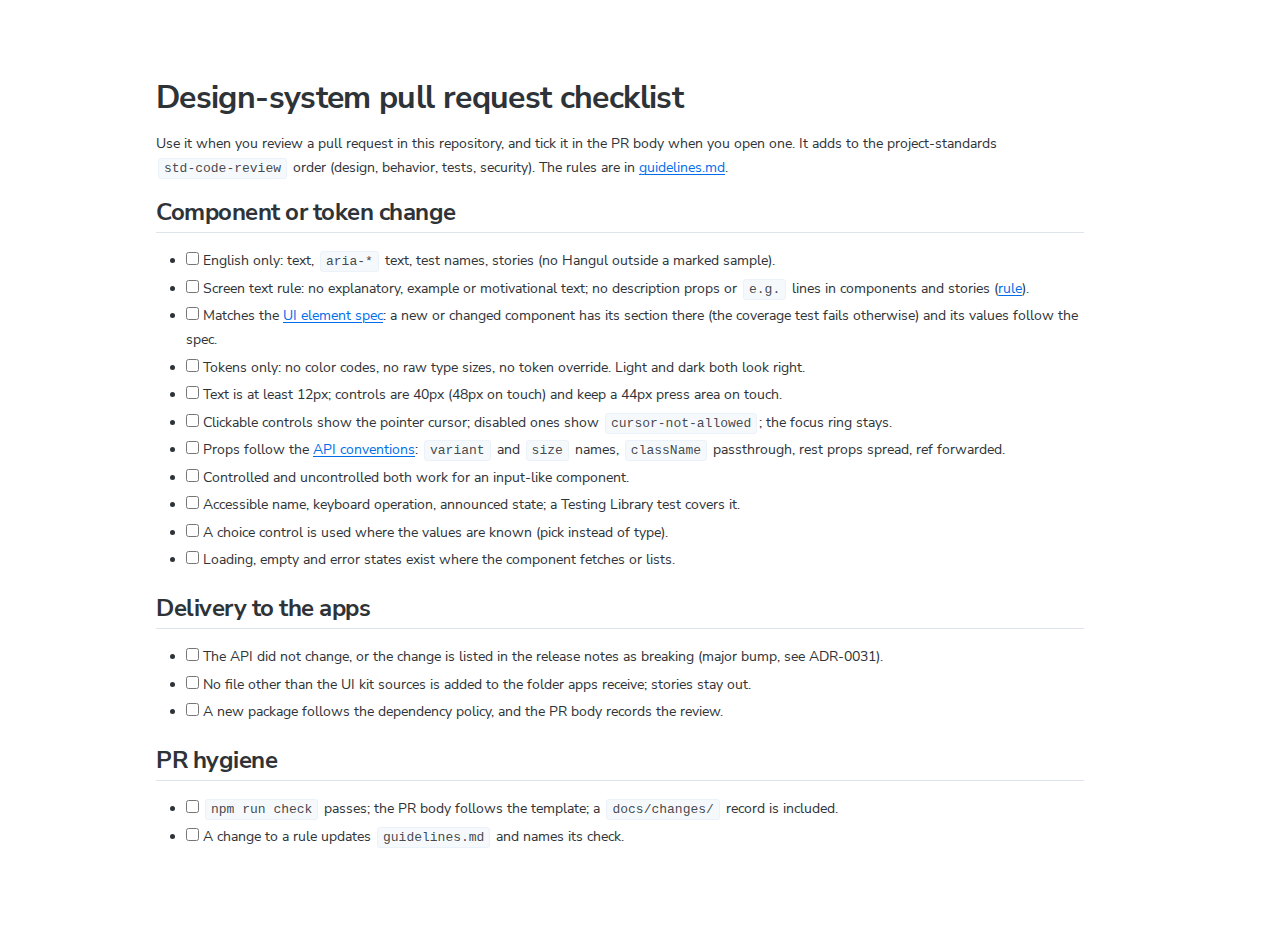 Design-system pull request checklist
Use it when you review a pull request in this repository, and tick it in the PR body when you open one. It adds to the project-standards
std-code-review order (design, behavior, tests, security). The rules are in guidelines.md.
Component or token change
English only: text, aria-* text, test names, stories (no Hangul outside a marked sample).
Screen text rule: no explanatory, example or motivational text; no description props or e.g. lines in components and stories (rule).
Matches the UI element spec: a new or changed component has its section there (the coverage test fails otherwise) and its values follow the
spec.
Tokens only: no color codes, no raw type sizes, no token override. Light and dark both look right.
Text is at least 12px; controls are 40px (48px on touch) and keep a 44px press area on touch.
Clickable controls show the pointer cursor; disabled ones show cursor-not-allowed; the focus ring stays.
Props follow the API conventions: variant and size names, className passthrough, rest props spread, ref forwarded.
Controlled and uncontrolled both work for an input-like component.
Accessible name, keyboard operation, announced state; a Testing Library test covers it.
A choice control is used where the values are known (pick instead of type).
Loading, empty and error states exist where the component fetches or lists.
Delivery to the apps
The API did not change, or the change is listed in the release notes as breaking (major bump, see ADR-0031).
No file other than the UI kit sources is added to the folder apps receive; stories stay out.
A new package follows the dependency policy, and the PR body records the review.
PR hygiene
npm run check passes; the PR body follows the template; a docs/changes/ record is included.
A change to a rule updates guidelines.md and names its check.